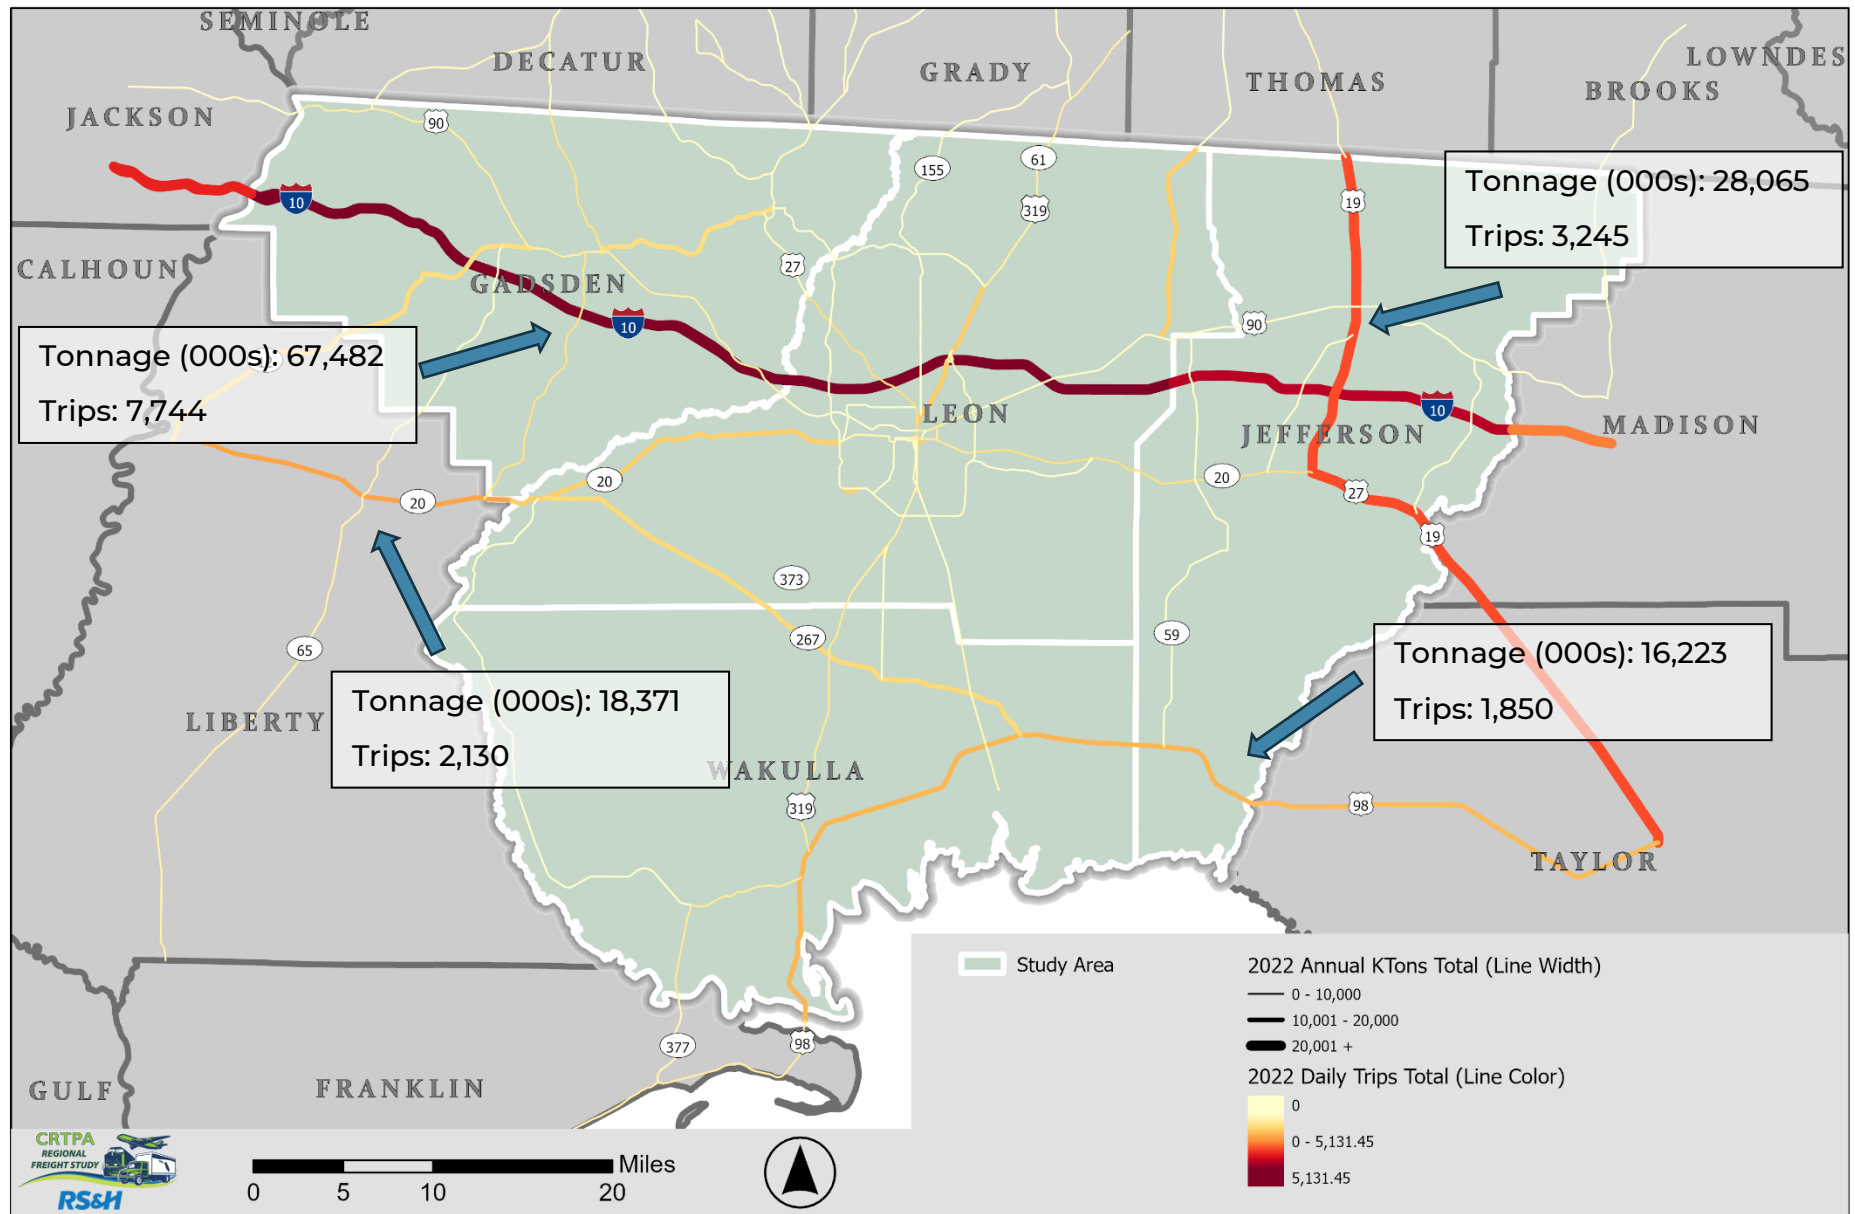 SEMINOLE
DECATUR
GRADY
THOMAS
LOWNDES
BROOKS
JACKSON
90
155
61
319
19
10
Tonnage (000s): 28,065
Trips: 3,245
CALHOUN
27
GADSDEN
10
90
Tonnage (000s): 67,482
Trips: 7,744
LEON
10
JEFFERSON
MADISON
20
20
20
27
19
373
267
65
59
Tonnage (000s): 16,223
Trips: 1,850
Tonnage (000s): 18,371
Trips: 2,130
LIBERTY
WAKULLA
319
98
TAYLOR
377
98
GULF
FRANKLIN
Study Area
2022 Annual KTons Total (Line Width)
0 - 10,000
10,001 - 20,000
20,001 +
2022 Daily Trips Total (Line Color)
0
0 - 5,131.45
5,131.45
CRTPA
REGIONAL
FREIGHT STUDY
RS&H
Miles
0 5 10 20